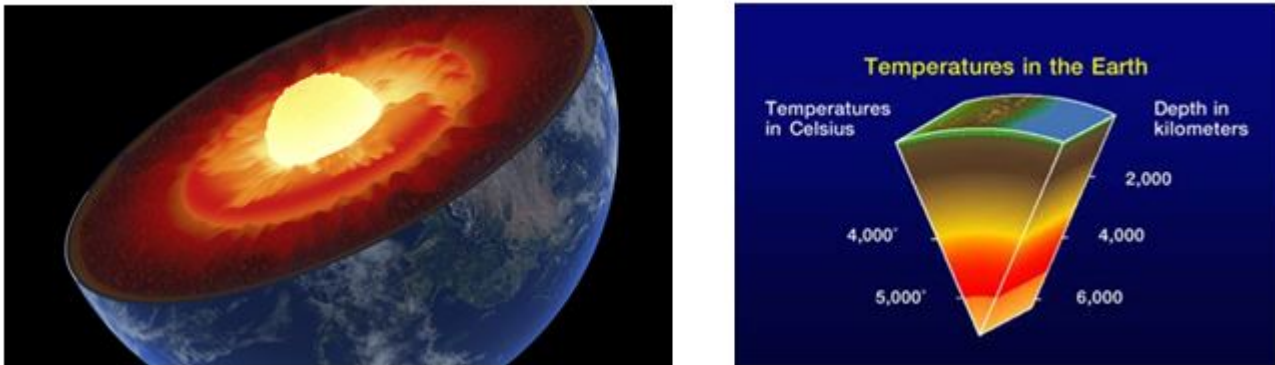 Temperatures in the Earth
Temperatures
in Celsius
Depth in
kilometers
2,000
4,000°
4,000
5,000°
6,000